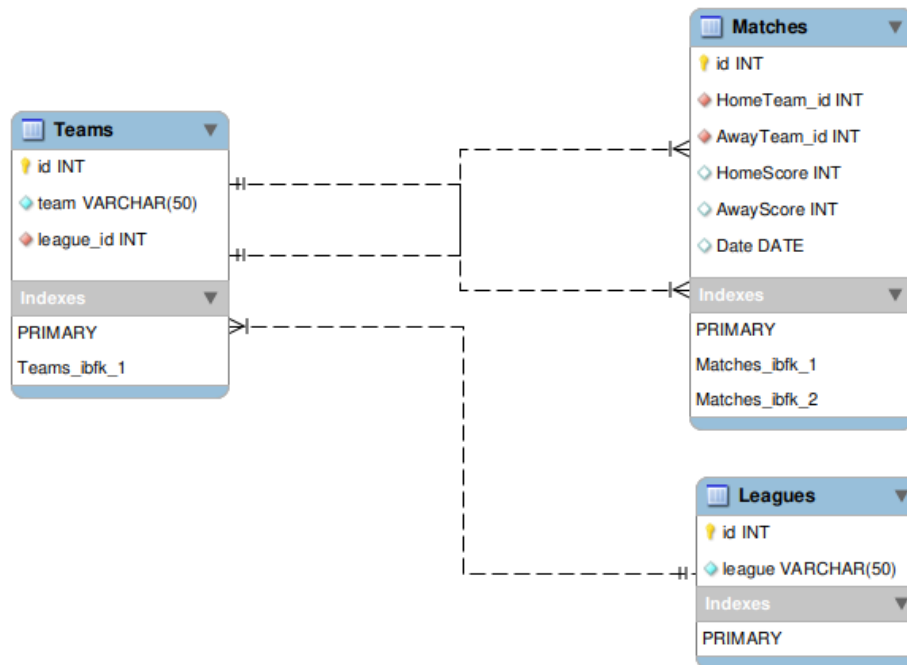 Teams
id INT
team VARCHAR(50)
league_id INT
Indexes
PRIMARY
Teams_ibfk_1
Matches
id INT
HomeTeam_id INT
AwayTeam_id INT
HomeScore INT
AwayScore INT
Date DATE
Indexes
PRIMARY
Matches_ibfk_1
Matches_ibfk_2
Leagues
id INT
league VARCHAR(50)
Indexes
PRIMARY